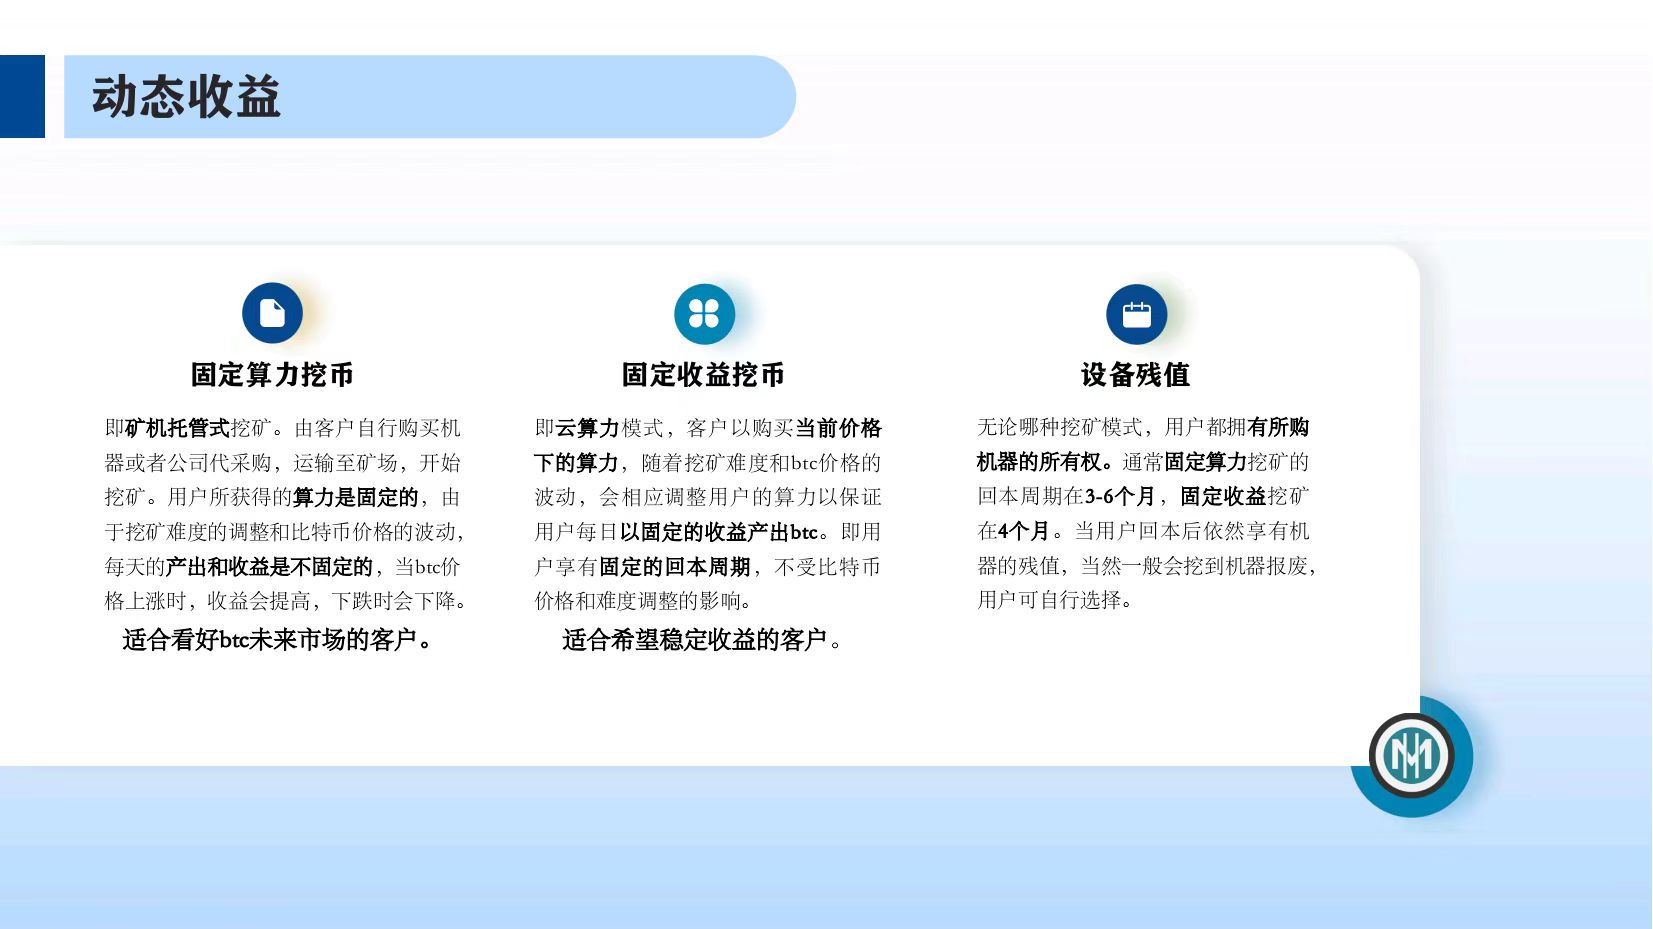 动态收益
固定算力挖币
即矿机托管式挖矿。由客户自行购买机
器或者公司代采购，运输至矿场，开始
挖矿。用户所获得的算力是固定的，由
于挖矿难度的调整和比特币价格的波动，
每天的产出和收益是不固定的，当btc价
格上涨时，收益会提高，下跌时会下降。
适合看好btc未来市场的客户。
固定收益挖币
即云算力模式，客户以购买当前价格
下的算力，随着挖矿难度和btc价格的
波动，会相应调整用户的算力以保证
用户每日以固定的收益产出btc。即用
户享有固定的回本周期，不受比特币
价格和难度调整的影响。
适合希望稳定收益的客户。
设备残值
无论哪种挖矿模式，用户都拥有所购
机器的所有权。通常固定算力挖矿的
回本周期在3-6个月，固定收益挖矿
在4个月。当用户回本后依然享有机
器的残值，当然一般会挖到机器报废，
用户可自行选择。